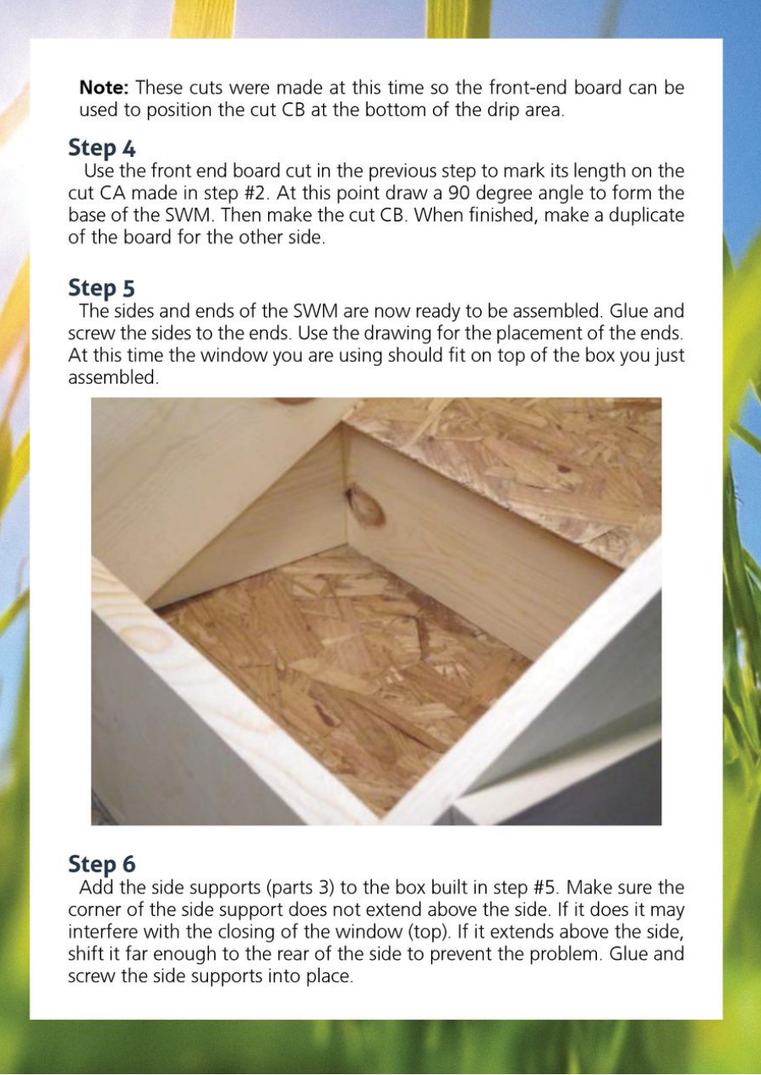 Note: These cuts were made at this time so the front-end board can be
used to position the cut CB at the bottom of the drip area.
Step 4
Use the front end board cut in the previous step to mark its length on the
cut CA made in step #2. At this point draw a 90 degree angle to form the
base of the SWM. Then make the cut CB. When finished, make a duplicate
of the board for the other side.
Step 5
The sides and ends of the SWM are now ready to be assembled. Glue and
screw the sides to the ends. Use the drawing for the placement of the ends.
At this time the window you are using should fit on top of the box you just
assembled.
Step 6
Add the side supports (parts 3) to the box built in step #5. Make sure the
corner of the side support does not extend above the side. If it does it may
interfere with the closing of the window (top). If it extends above the side,
shift it far enough to the rear of the side to prevent the problem. Glue and
screw the side supports into place.